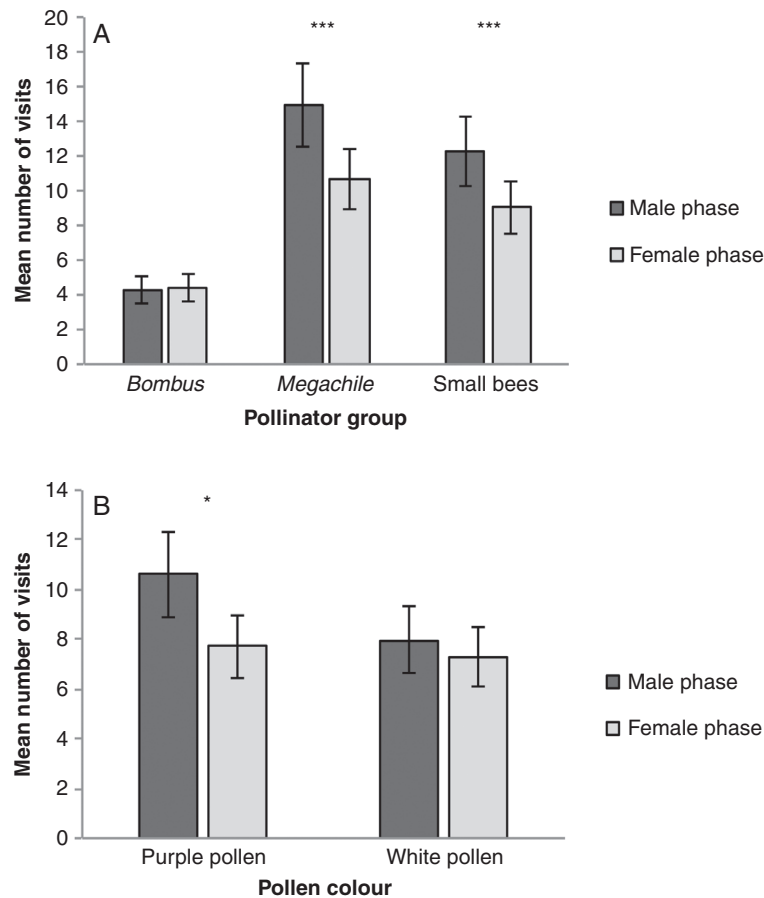 A
***
***
20
18
16
14
12
10
8
6
4
2
0
Mean number of visits
Male phase
Female phase
Bombus Megachile Small bees
Pollinator group
B
*
14
12
10
8
6
4
2
0
Mean number of visits
Male phase
Female phase
Purple pollen White pollen
Pollen colour